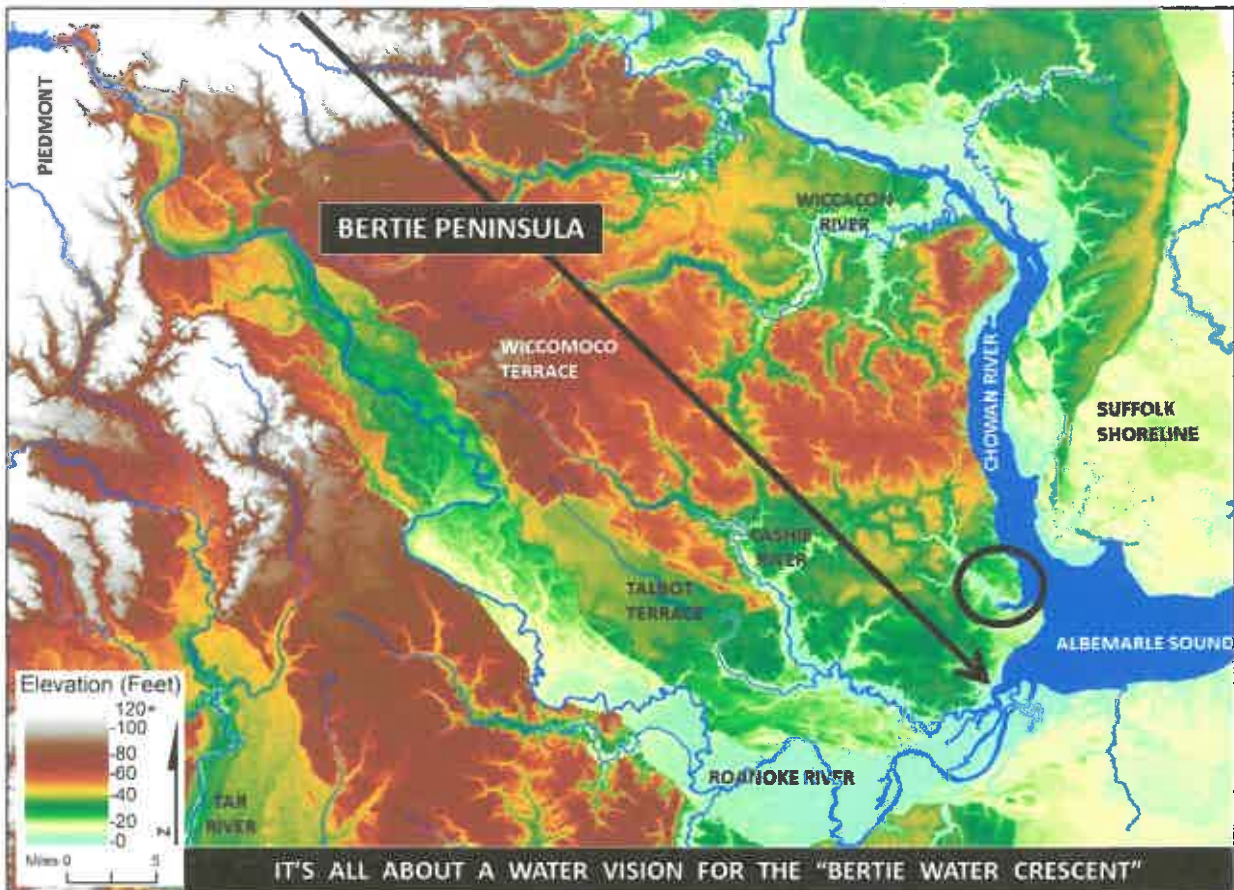 PIEDMONT
BERTIE PENINSULA
WICCACON
RIVER
WICCOMOCO
TERRACE
CHOWAN RIVER
SUFFOLK
SHORELINE
CASHIE
RIVER
TALBOT
TERRACE
ALBEMARLE SOUND
ROANOKE RIVER
TAR
RIVER
Elevation (Feet)
120+
-100
-80
-60
-40
-20
-0
Z
Miles 0 5
IT'S ALL ABOUT A WATER VISION FOR THE "BERTIE WATER CRESCENT"